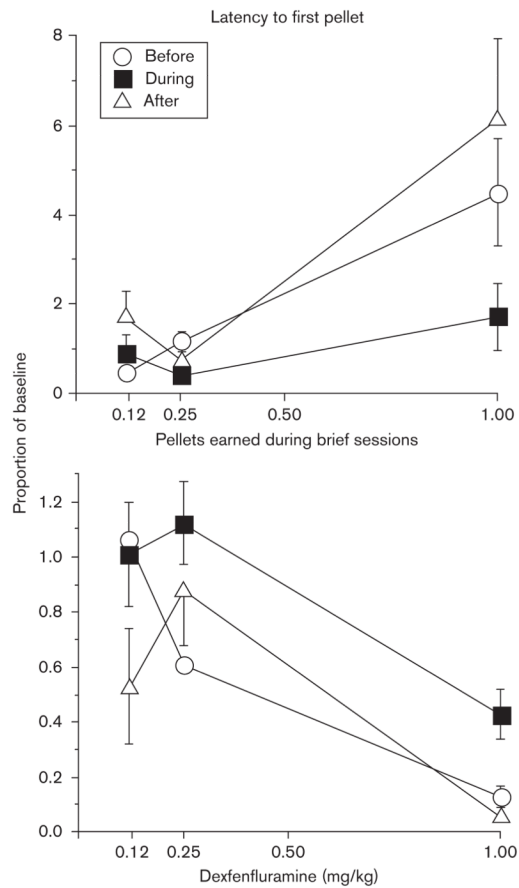 Latency to first pellet
8
Before
During
After
6
4
2
0
0.12 0.25 0.50 1.00
Proportion of baseline
Pellets earned during brief sessions
1.2
1.0
0.8
0.6
0.4
0.2
0.0
0.12 0.25 0.50 1.00
Dexfenfluramine (mg/kg)